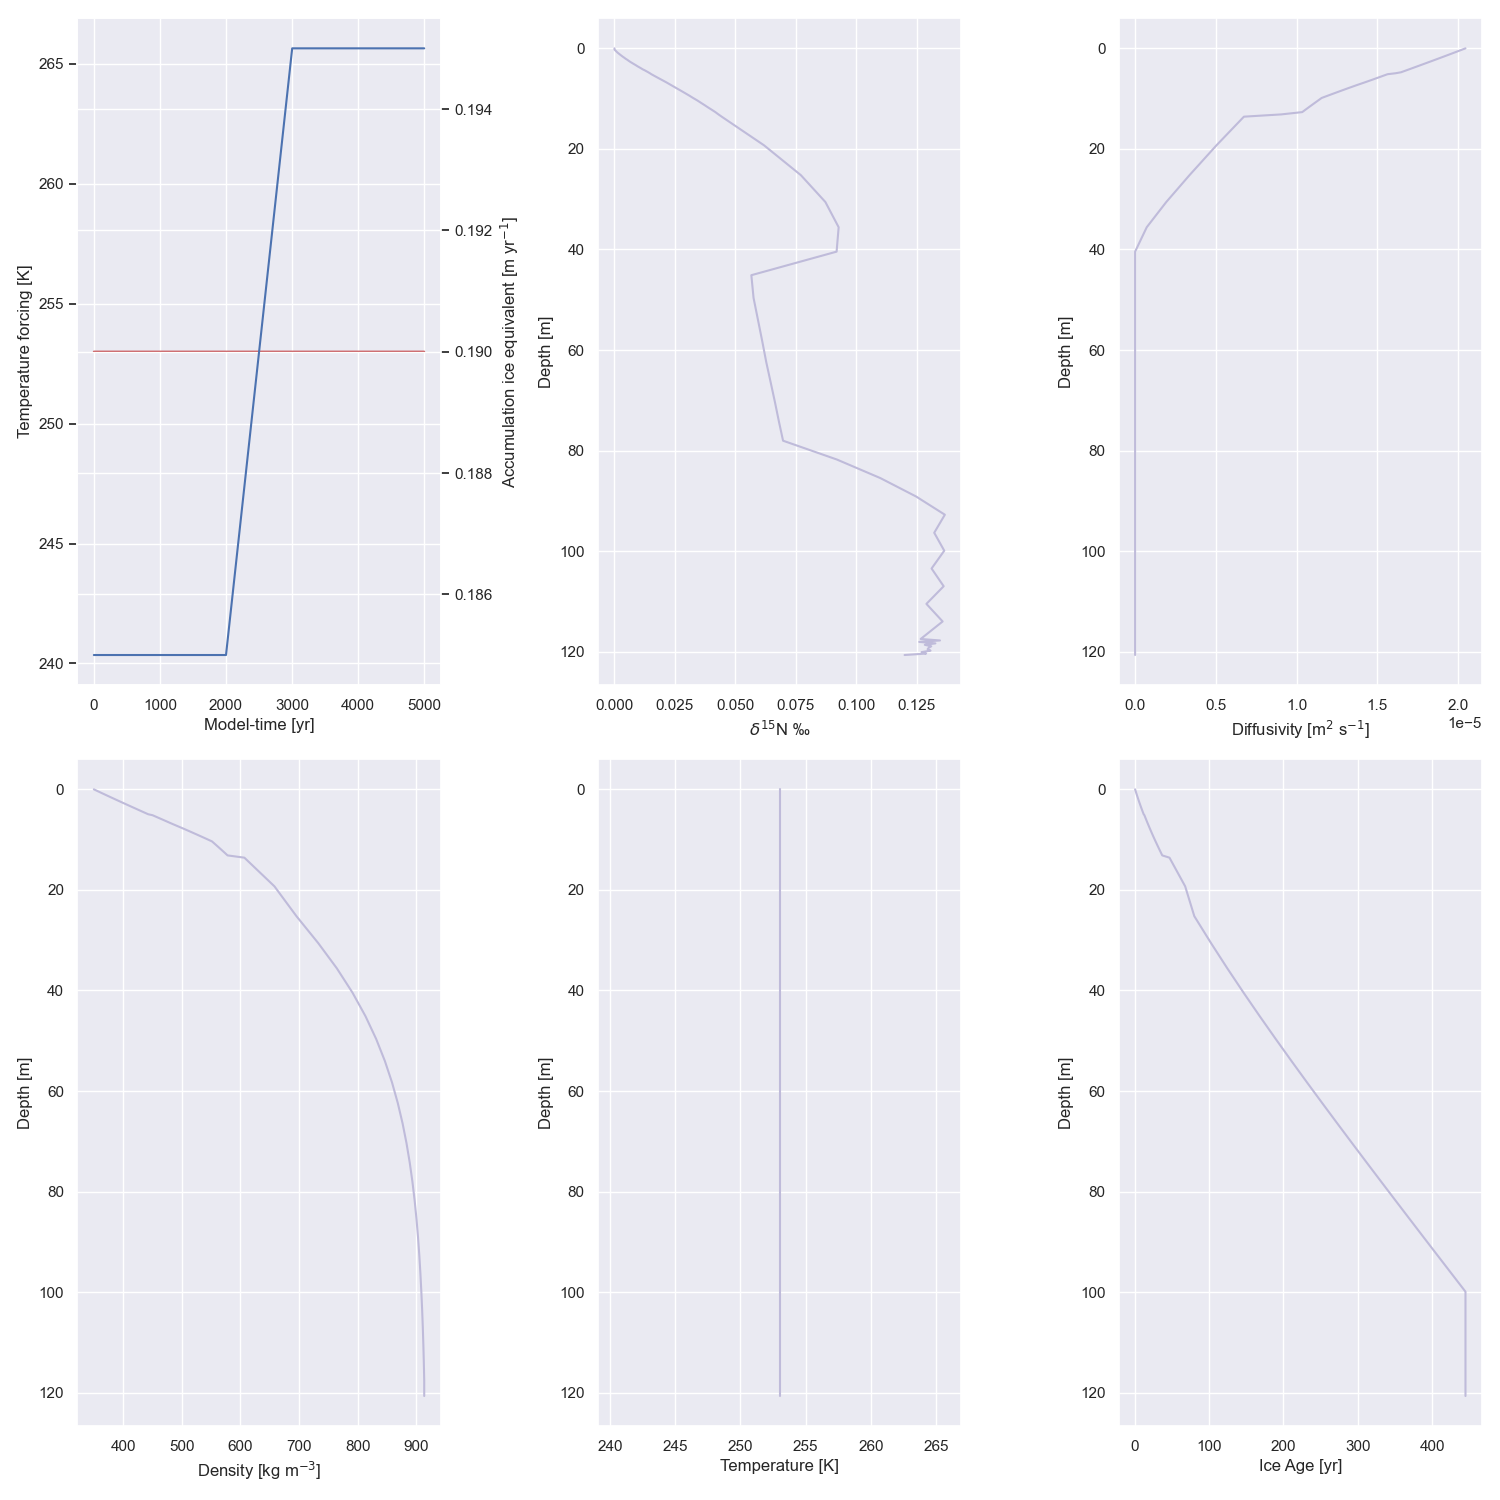 265
260
255
250
245
240
Temperature forcing [K]
0.194
0.192
0.190
0.188
0.186
Accumulation ice equivalent [m yr⁻¹]
0 1000 2000 3000 4000 5000
Model-time [yr]
0
20
40
60
80
100
120
Depth [m]
0.000 0.025 0.050 0.075 0.100 0.125
δ¹⁵N ‰
0
20
40
60
80
100
120
Depth [m]
0.0 0.5 1.0 1.5 2.0
1e−5
Diffusivity [m² s⁻¹]
0
20
40
60
80
100
120
Depth [m]
400 500 600 700 800 900
Density [kg m⁻³]
0
20
40
60
80
100
120
Depth [m]
240 245 250 255 260 265
Temperature [K]
0
20
40
60
80
100
120
Depth [m]
0 100 200 300 400
Ice Age [yr]